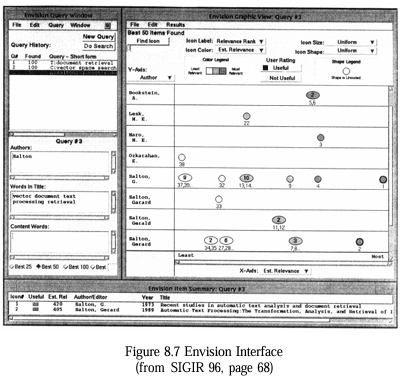 Envision Query Window
File Edit Query Window
New Query
Query History:
Do Search
Q# Found Query - Short form
1 100 T:document retrieval
2 100 C:vector space search
Query #3
Authors:
Salton
Words In Title:
vector document text
processing retrieval
Content Words:
Best 25 Best 50 Best 100 Best
Envision Graphic View: Query #3
File Edit Results
Best 50 Items Found
Find Icon
Icon Label: Relevance Rank
Icon Size: Uniform
Icon Color: Est. Relevance
Icon Shape: Uniform
Y-Axis:
Author
Color Legend
Least Relevant
Most Relevant
User Rating
Useful
Not Useful
Shape Legend
Shape is Unused
Bookstein, A.
2
5,6
Lesk, M. E.
22
Maro, M. E.
3
Orkarahan, E.
38
Salton, G.
9
37,39..
32
10
13,14..
9
4
1
Salton, Gerard
33
Salton, Gerald
2
11,12
Salton, Gerard
2
34,35
6
27,28..
3
7,8..
2
Least
Most
X-Axis: Est. Relevance
Envision Item Summary: Query #3
Icon# Useful Est. Rel Author/Editor Year Title
1 420 Salton, G. 1973 Recent studies in automatic text analysis and document retrieval
2 405 Salton, Gerard 1989 Automatic Text Processing:The Transformation, Analysis, and Retrieval of I
Figure 8.7 Envision Interface
(from SIGIR 96, page 68)